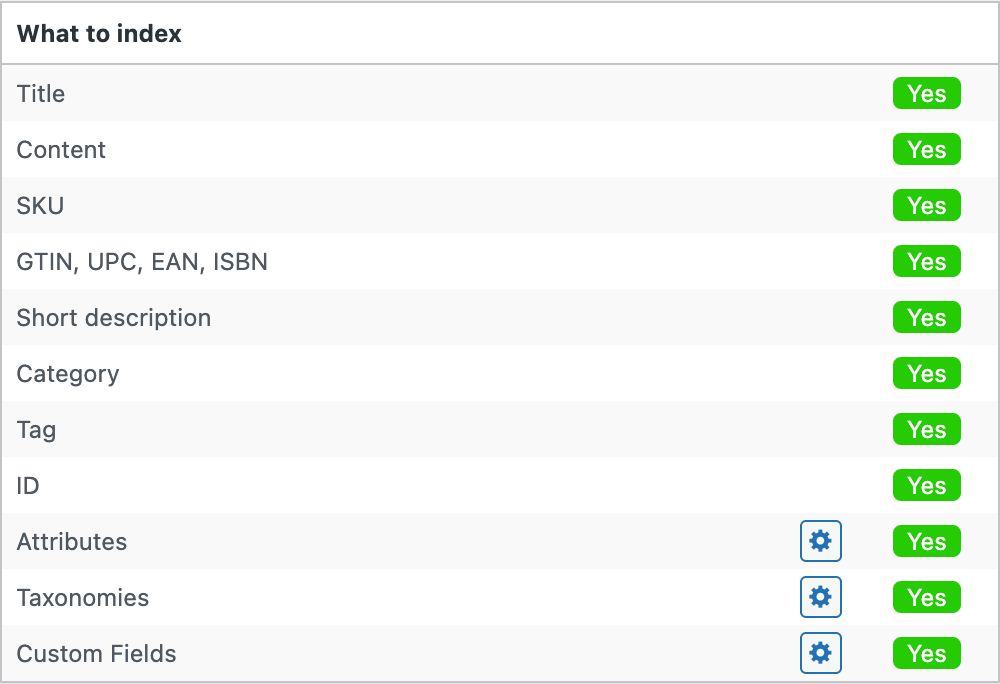 What to index
Title Yes
Content Yes
SKU Yes
GTIN, UPC, EAN, ISBN Yes
Short description Yes
Category Yes
Tag Yes
ID Yes
Attributes Yes
Taxonomies Yes
Custom Fields Yes